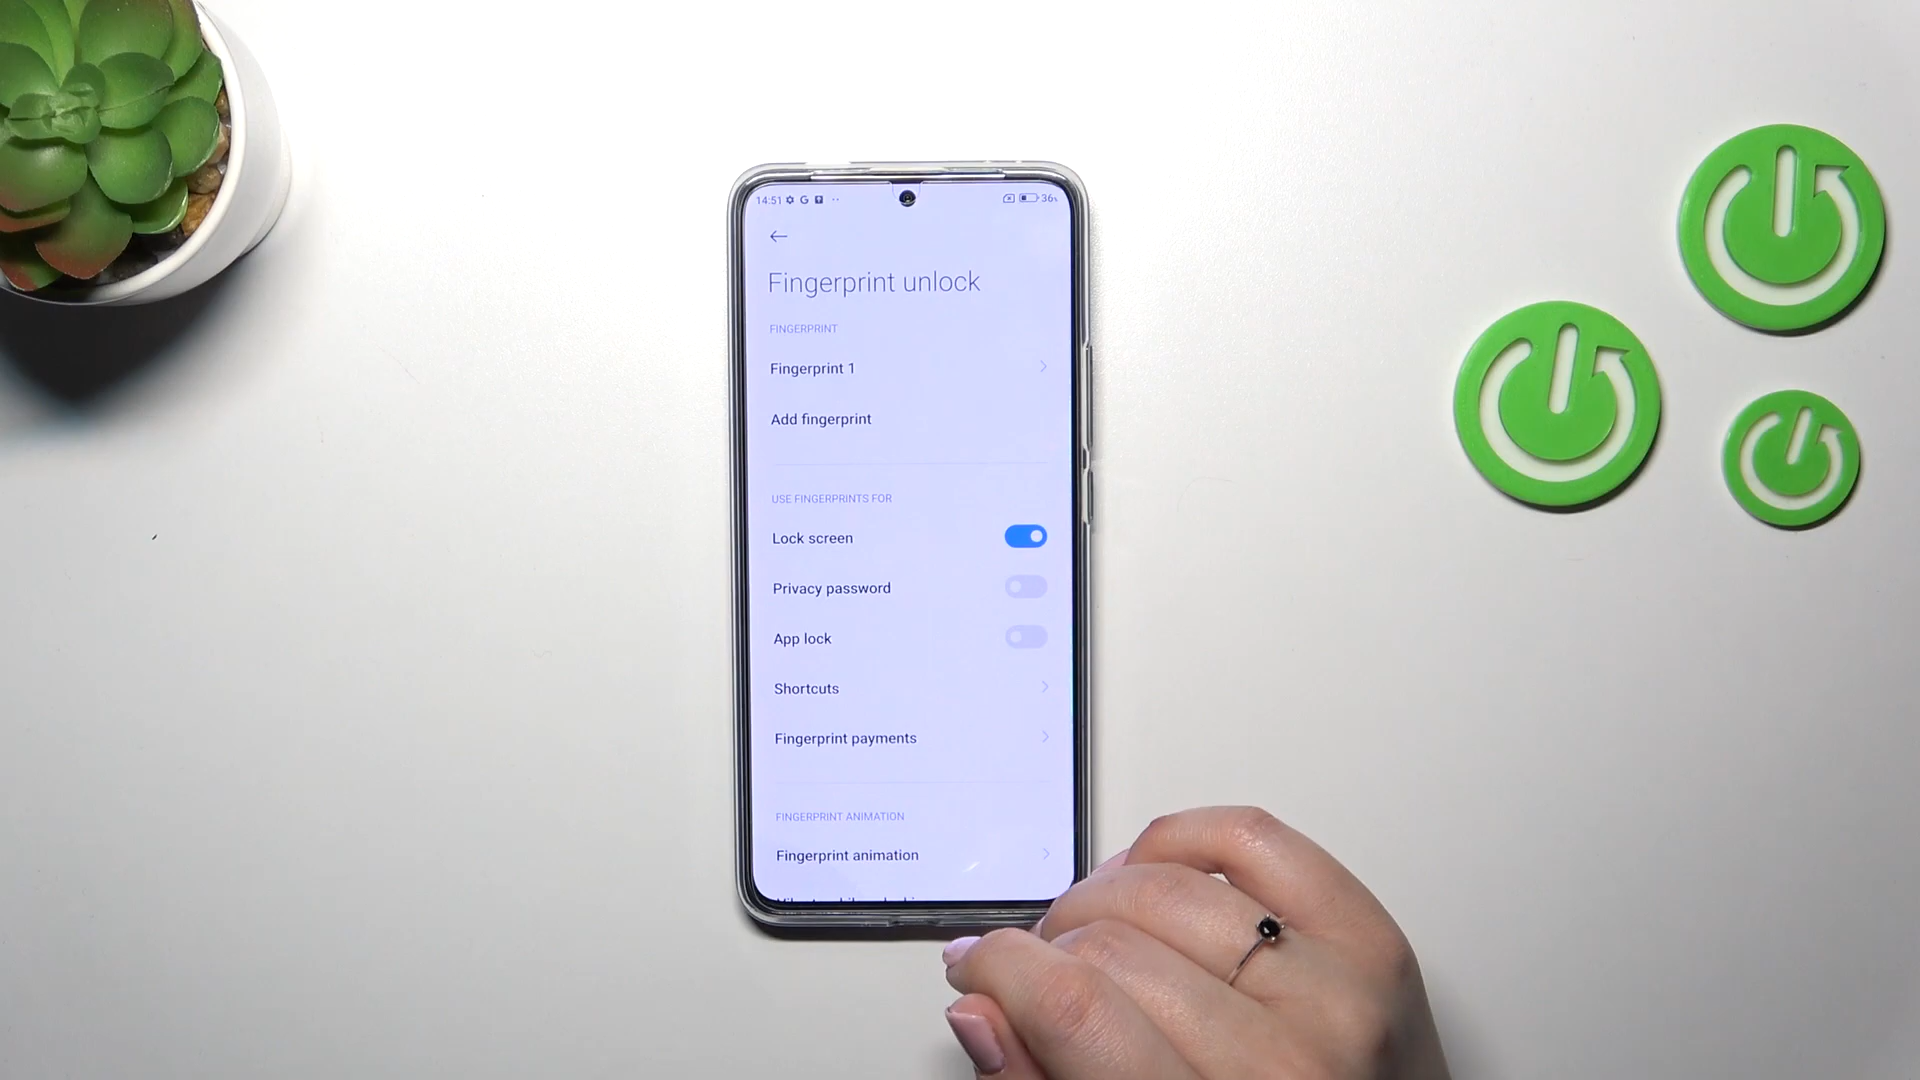 14:51
36%
Fingerprint unlock
FINGERPRINT
Fingerprint 1
Add fingerprint
USE FINGERPRINTS FOR
Lock screen
Privacy password
App lock
Shortcuts
Fingerprint payments
FINGERPRINT ANIMATION
Fingerprint animation